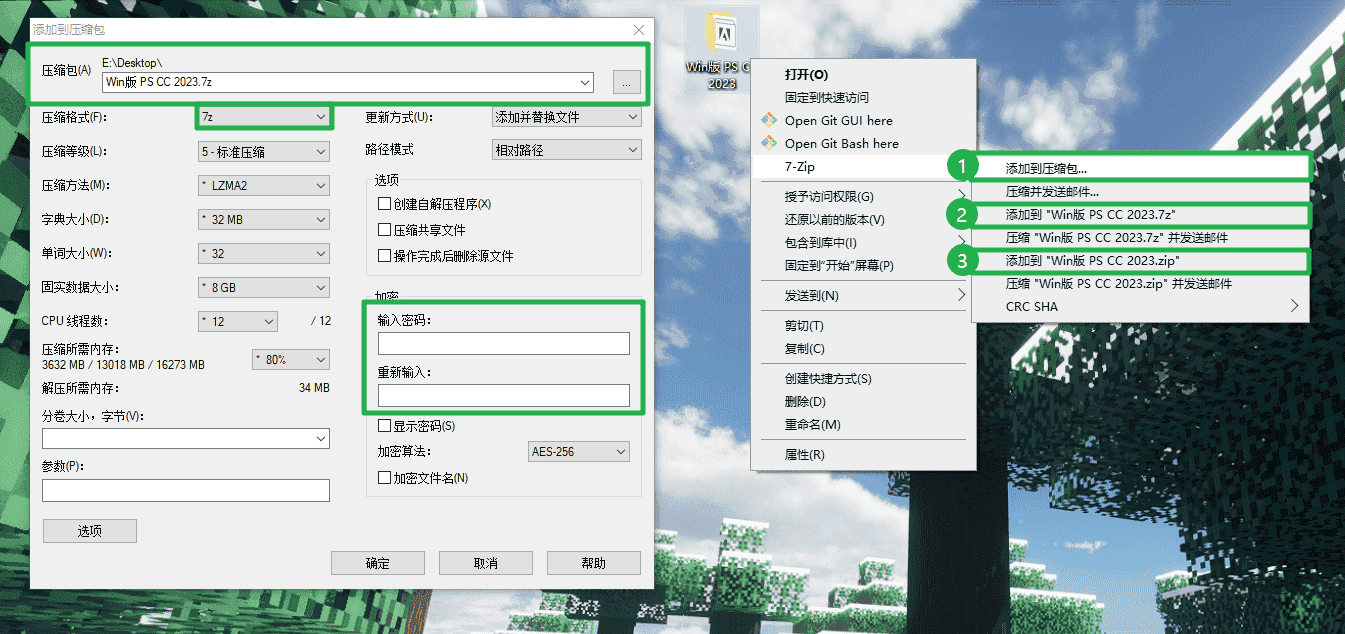 添加到压缩包
压缩包(A)
E:\Desktop\
Win版 PS CC 2023.7z
...
压缩格式(F):
7z
压缩等级(L):
5 - 标准压缩
压缩方法(M):
* LZMA2
字典大小(D):
* 32 MB
单词大小(W):
* 32
固实数据大小:
* 8 GB
CPU 线程数:
* 12
/ 12
压缩所需内存:
3632 MB / 13018 MB / 16273 MB
* 80%
解压所需内存:
34 MB
分卷大小，字节(V):
参数(P):
选项
更新方式(U):
添加并替换文件
路径模式
相对路径
选项
创建自解压程序(X)
压缩共享文件
操作完成后删除源文件
加密
输入密码:
重新输入:
显示密码(S)
加密算法:
AES-256
加密文件名(N)
确定
取消
帮助
Win版 PS C
2023
打开(O)
固定到快速访问
Open Git GUI here
Open Git Bash here
7-Zip
授予访问权限(G)
还原以前的版本(V)
包含到库中(I)
固定到"开始"屏幕(P)
发送到(N)
剪切(T)
复制(C)
创建快捷方式(S)
删除(D)
重命名(M)
属性(R)
1
添加到压缩包...
压缩并发送邮件...
2
添加到 "Win版 PS CC 2023.7z"
压缩 "Win版 PS CC 2023.7z" 并发送邮件
3
添加到 "Win版 PS CC 2023.zip"
压缩 "Win版 PS CC 2023.zip" 并发送邮件
CRC SHA